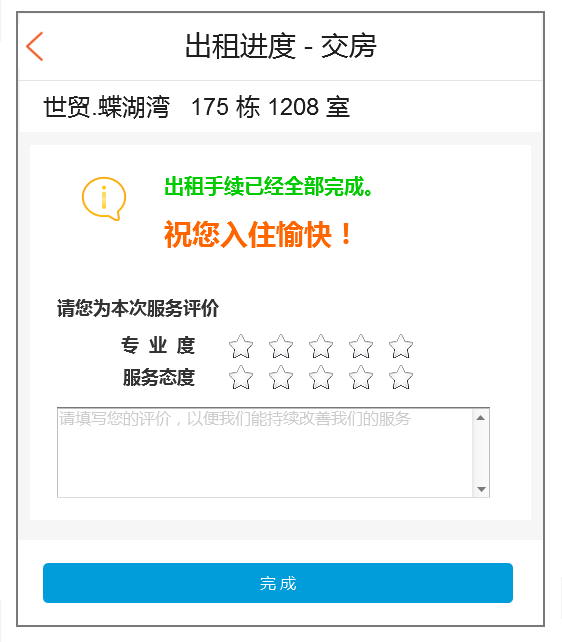 出租进度 - 交房
世贸.蝶湖湾 175 栋 1208 室
出租手续已经全部完成。
祝您入住愉快！
请您为本次服务评价
专 业 度
服务态度
请填写您的评价，以便我们能持续改善我们的服务
完 成